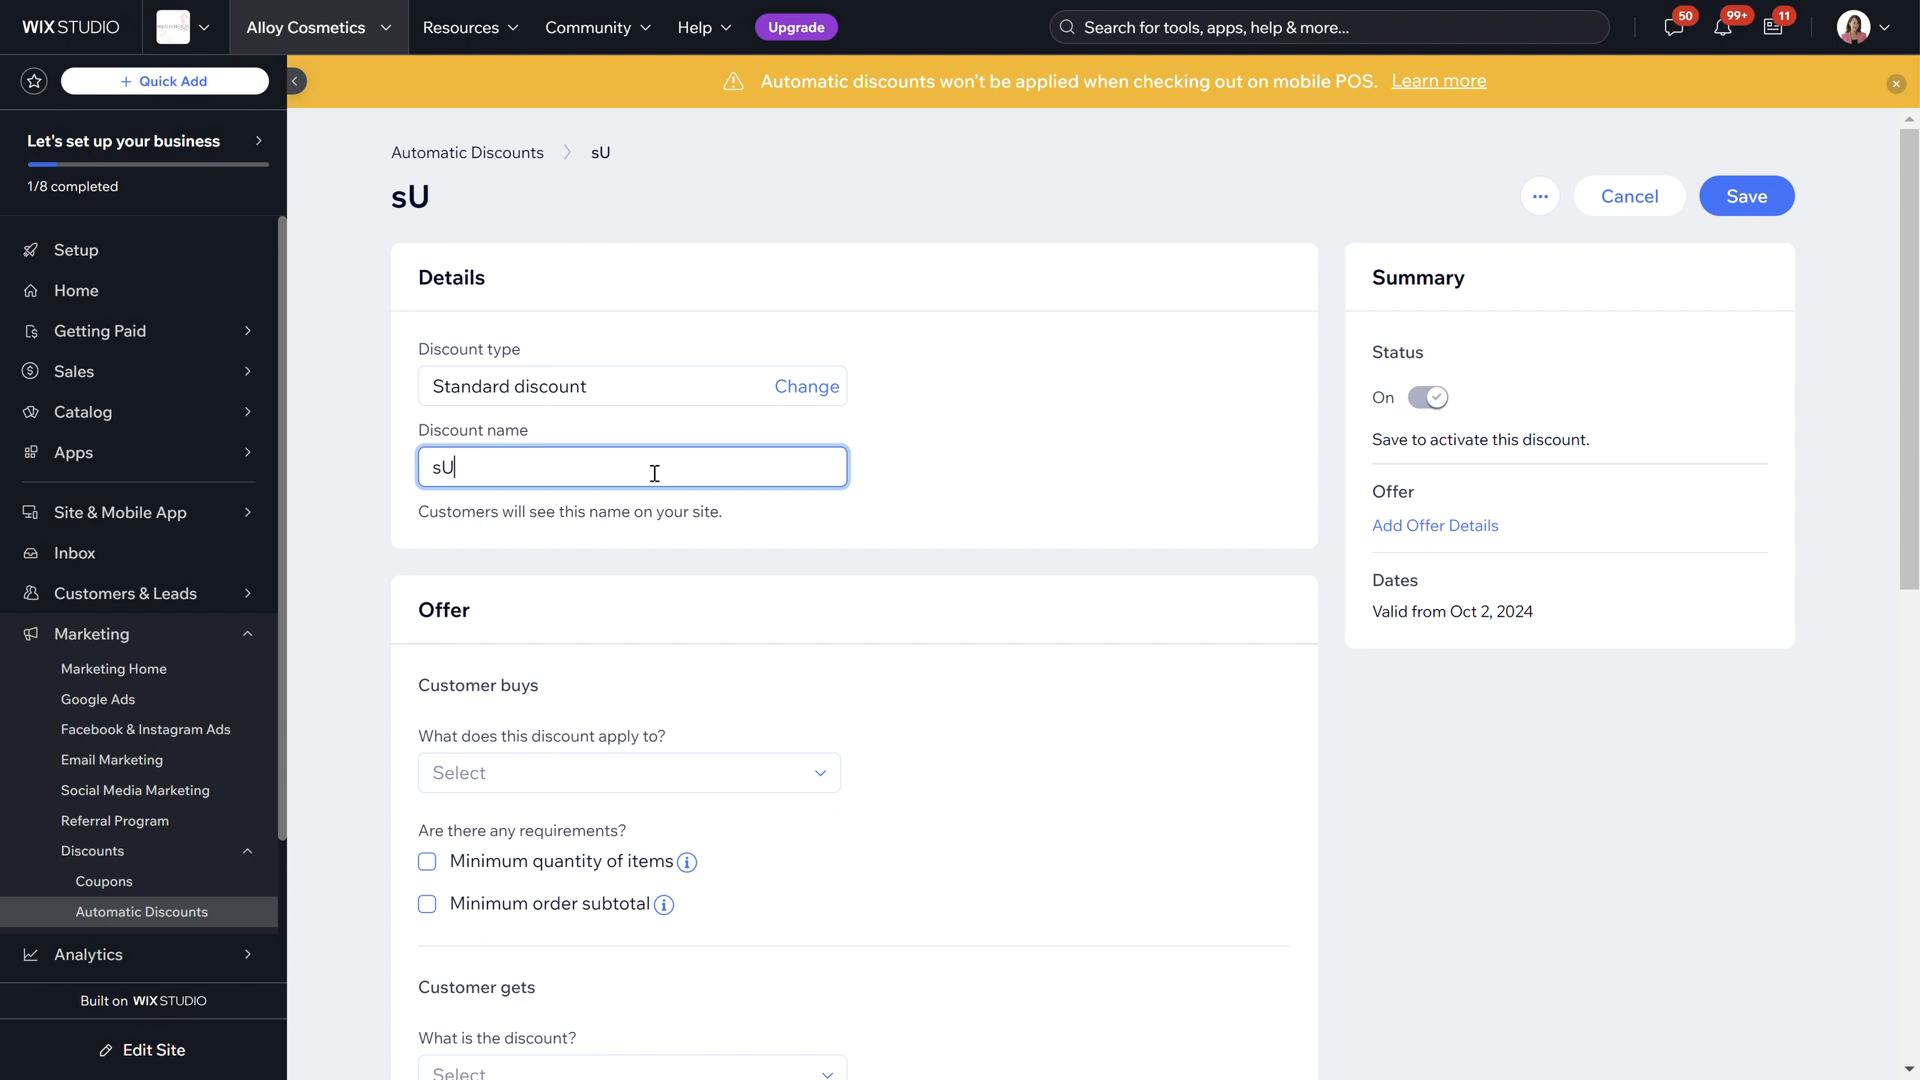 WIX STUDIO
Alloy Cosmetics
Resources
Community
Help
Upgrade
Search for tools, apps, help & more...
50
99+
11
+ Quick Add
Automatic discounts won't be applied when checking out on mobile POS. Learn more
Let's set up your business
1/8 completed
Setup
Home
Getting Paid
Sales
Catalog
Apps
Site & Mobile App
Inbox
Customers & Leads
Marketing
Marketing Home
Google Ads
Facebook & Instagram Ads
Email Marketing
Social Media Marketing
Referral Program
Discounts
Coupons
Automatic Discounts
Analytics
Built on WIX STUDIO
Edit Site
Automatic Discounts > sU
sU
Cancel
Save
Details
Discount type
Standard discount
Change
Discount name
sU
Customers will see this name on your site.
Offer
Customer buys
What does this discount apply to?
Select
Are there any requirements?
Minimum quantity of items
Minimum order subtotal
Customer gets
What is the discount?
Select
Summary
Status
On
Save to activate this discount.
Offer
Add Offer Details
Dates
Valid from Oct 2, 2024